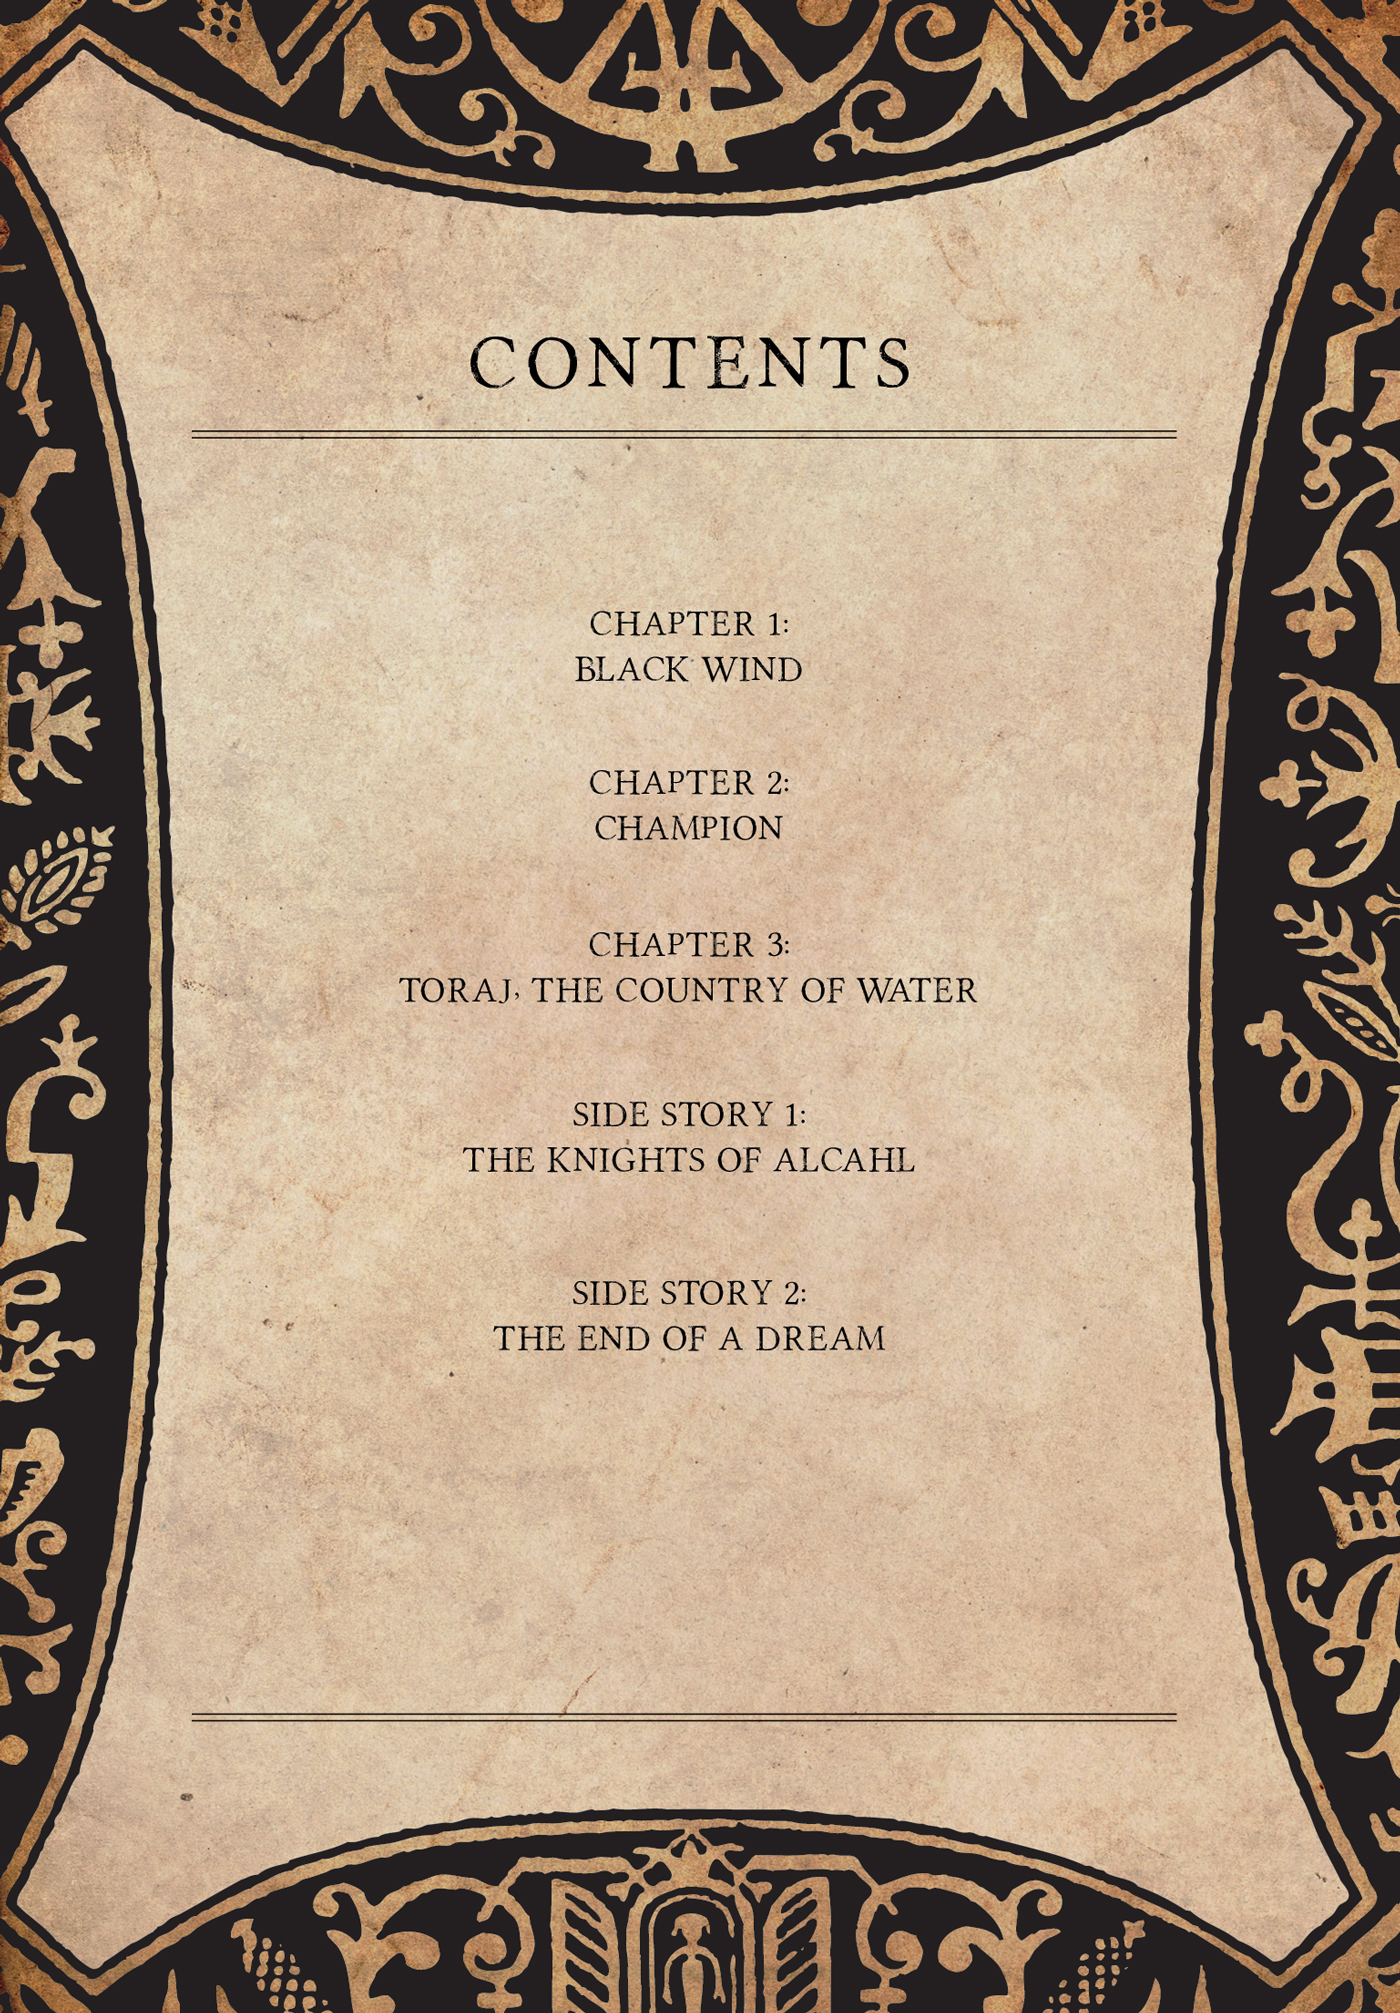 CONTENTS
CHAPTER 1:
BLACK WIND
CHAPTER 2:
CHAMPION
CHAPTER 3:
TORAJ, THE COUNTRY OF WATER
SIDE STORY 1:
THE KNIGHTS OF ALCAHL
SIDE STORY 2:
THE END OF A DREAM